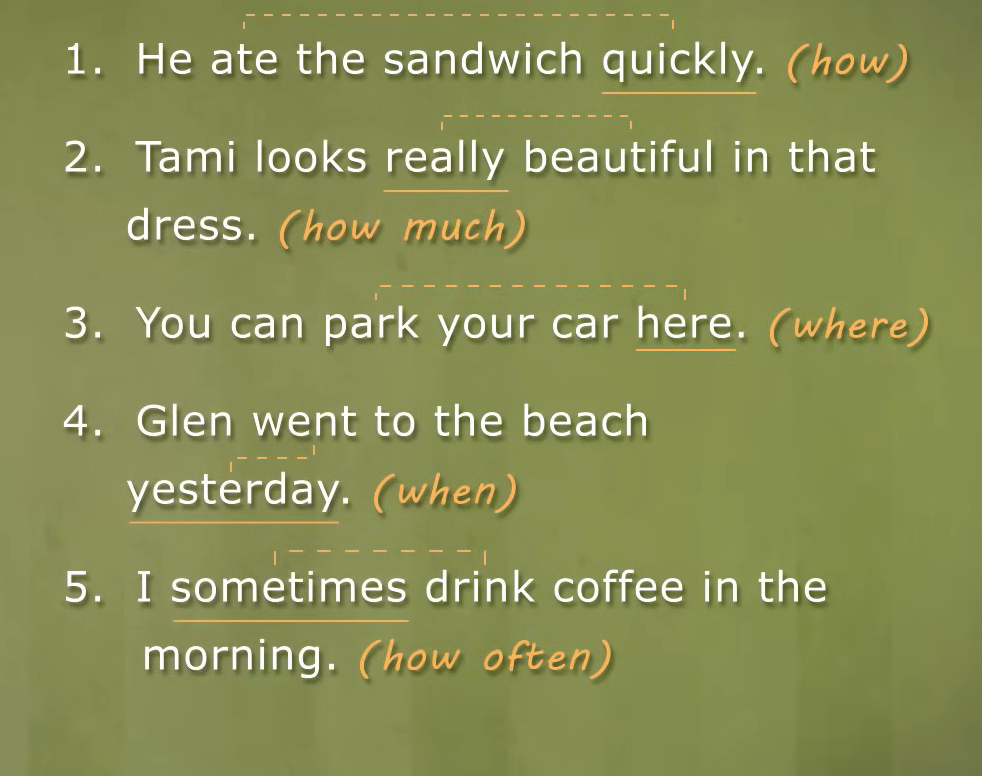 1. He ate the sandwich quickly. (how)
2. Tami looks really beautiful in that
dress. (how much)
3. You can park your car here. (where)
4. Glen went to the beach
yesterday. (when)
5. I sometimes drink coffee in the
morning. (how often)